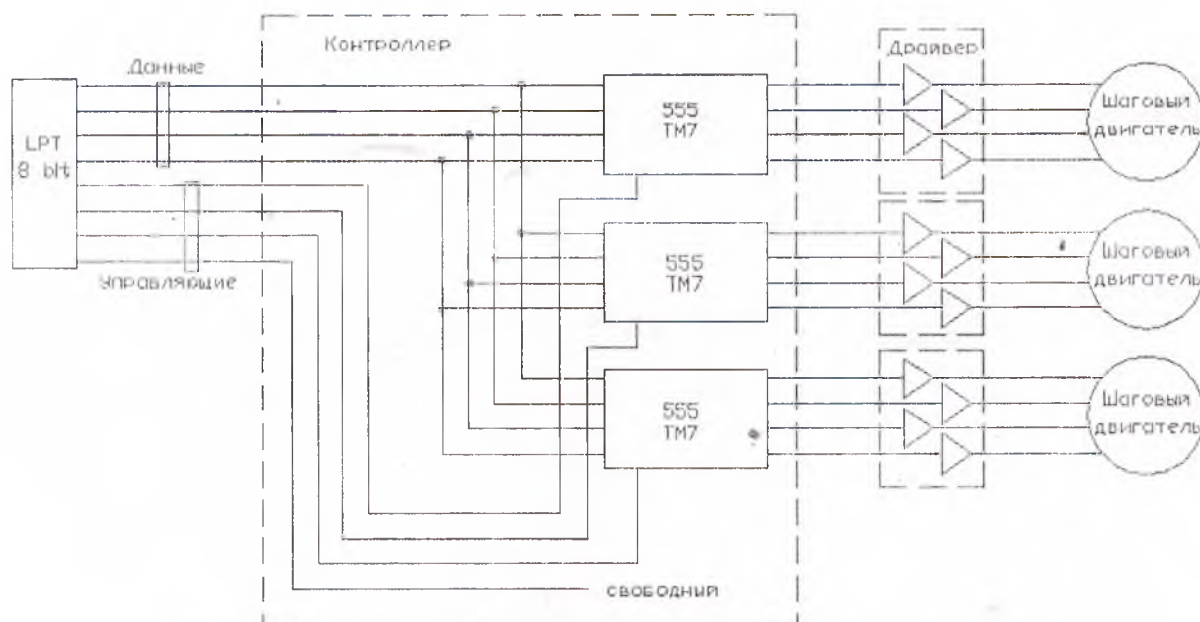 Контроллер
Драйвер
Данные
LPT
8 bit
Управляющие
555
ТМ7
Шаговый
двигатель
555
ТМ7
Шаговый
двигатель
555
ТМ7
Шаговый
двигатель
свободный